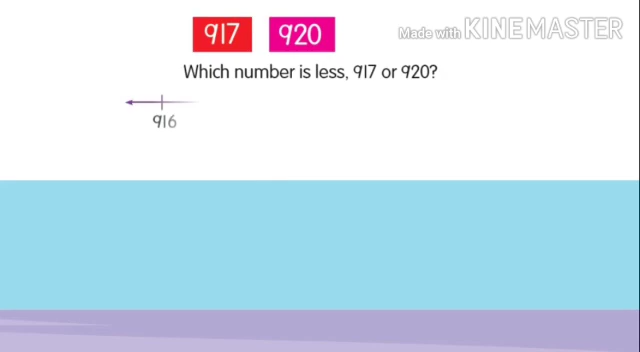 917 920
Made with KINEMASTER
Which number is less, 917 or 920?
916